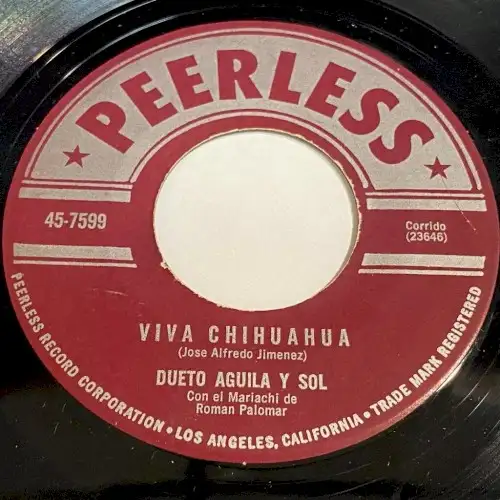 PEERLESS
45-7599
Corrido
(23646)
VIVA CHIHUAHUA
(Jose Alfredo Jimenez)
DUETO AGUILA Y SOL
Con el Mariachi de
Roman Palomar
PEERLESS RECORD CORPORATION • LOS ANGELES, CALIFORNIA • TRADE MARK REGISTERED